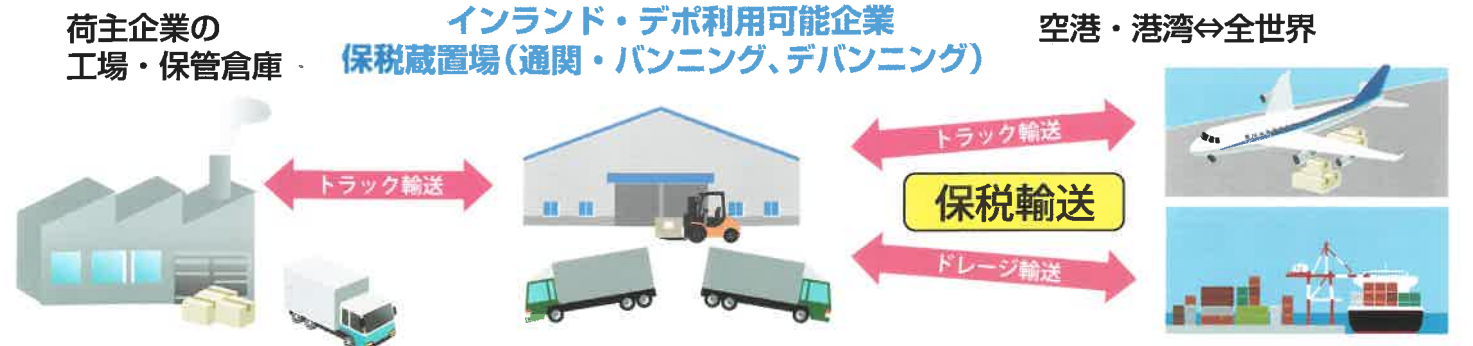 荷主企業の
工場・保管倉庫
インランド・デポ利用可能企業
保税蔵置場(通関・バンニング、デバンニング)
空港・港湾⇔全世界
トラック輸送
トラック輸送
保税輸送
ドレージ輸送